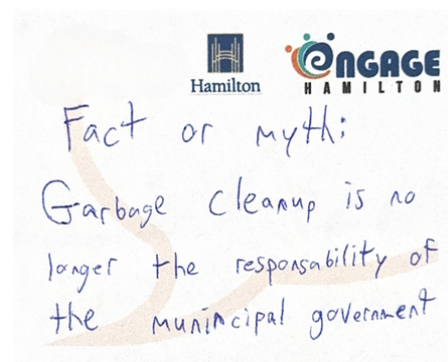 Hamilton
ENGAGE
HAMILTON
Fact or myth:
Garbage cleanup is no
longer the responsability of
the munincipal government